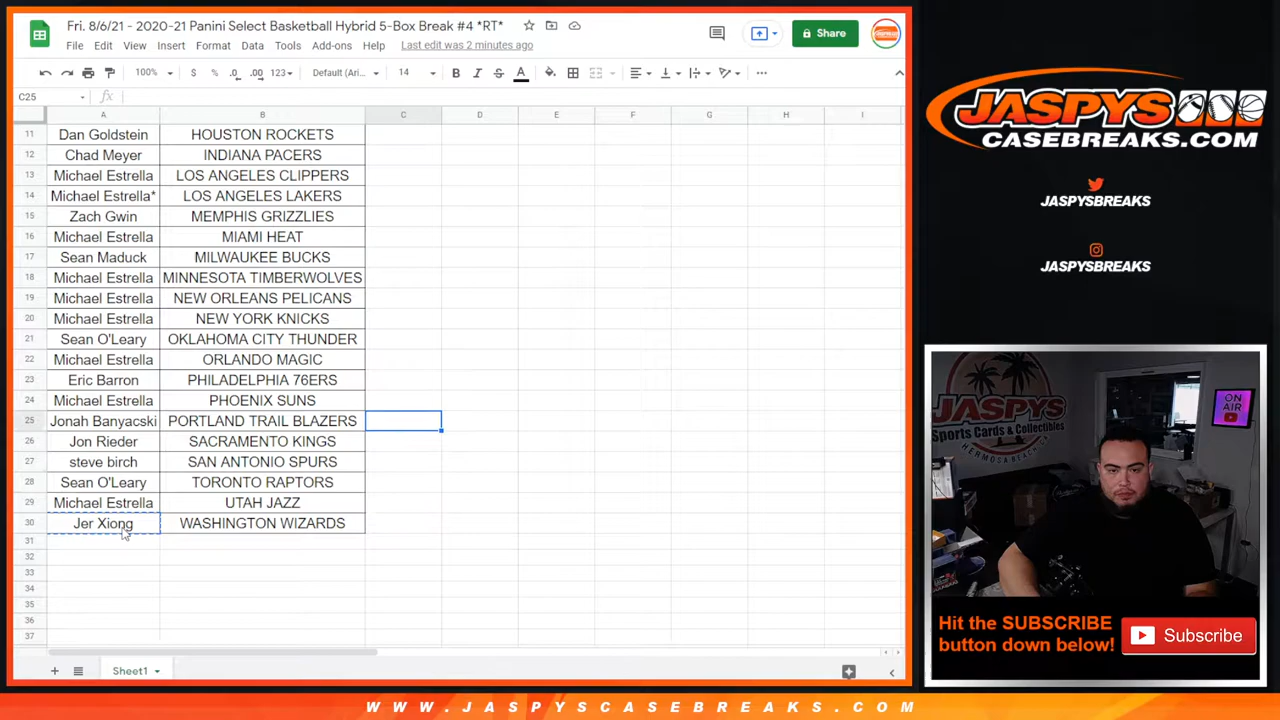 Fri. 8/6/21 - 2020-21 Panini Select Basketball Hybrid 5-Box Break #4 *RT*
File Edit View Insert Format Data Tools Add-ons Help Last edit was 2 minutes ago
Share
100% $ % .0 .00 123 Default (Ari... 14 B I S A
C25 fx
A B C D E F G H I
11 Dan Goldstein HOUSTON ROCKETS
12 Chad Meyer INDIANA PACERS
13 Michael Estrella LOS ANGELES CLIPPERS
14 Michael Estrella* LOS ANGELES LAKERS
15 Zach Gwin MEMPHIS GRIZZLIES
16 Michael Estrella MIAMI HEAT
17 Sean Maduck MILWAUKEE BUCKS
18 Michael Estrella MINNESOTA TIMBERWOLVES
19 Michael Estrella NEW ORLEANS PELICANS
20 Michael Estrella NEW YORK KNICKS
21 Sean O'Leary OKLAHOMA CITY THUNDER
22 Michael Estrella ORLANDO MAGIC
23 Eric Barron PHILADELPHIA 76ERS
24 Michael Estrella PHOENIX SUNS
25 Jonah Banyacski PORTLAND TRAIL BLAZERS
26 Jon Rieder SACRAMENTO KINGS
27 steve birch SAN ANTONIO SPURS
28 Sean O'Leary TORONTO RAPTORS
29 Michael Estrella UTAH JAZZ
30 Jer Xiong WASHINGTON WIZARDS
31
32
33
34
35
36
37
Sheet1
JASPYS
CASEBREAKS.COM
JASPYSBREAKS
JASPYSBREAKS
JASPYS
Sports Cards & Collectibles
HERMOSA BEACH, CA
ON
AIR
Hit the SUBSCRIBE
button down below!
Subscribe
WWW.JASPYSCASEBREAKS.COM